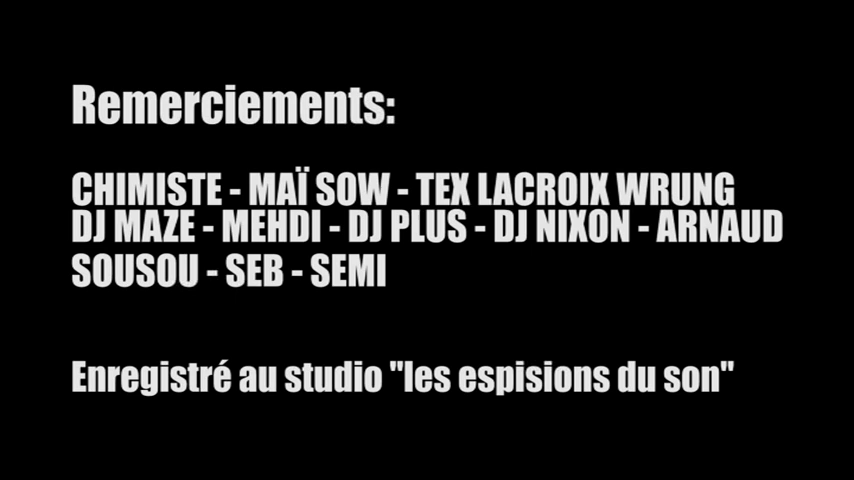 Remerciements:
CHIMISTE - MAÏ SOW - TEX LACROIX WRUNG
DJ MAZE - MEHDI - DJ PLUS - DJ NIXON - ARNAUD
SOUSOU - SEB - SEMI
Enregistré au studio "les espisions du son"